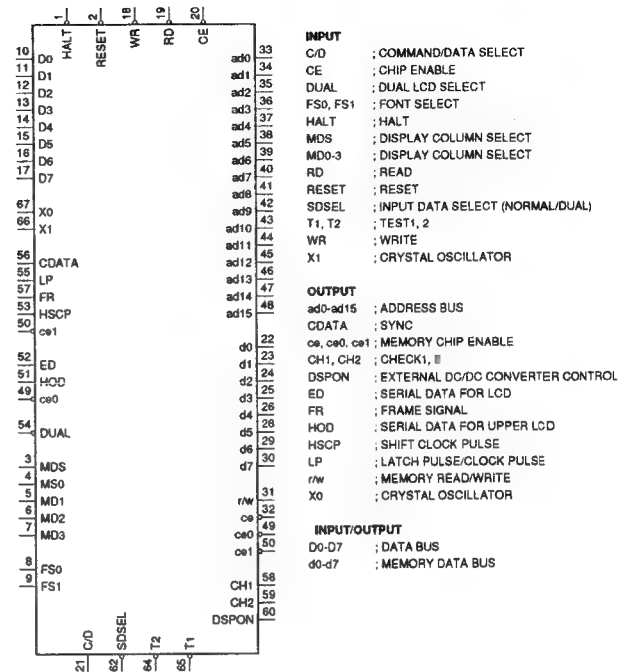 1 2 18 19 20
HALT RESET WR RD CE
10 D0
11 D1
12 D2
13 D3
14 D4
15 D5
16 D6
17 D7
67 X0
66 X1
56 CDATA
55 LP
57 FR
53 HSCP
50 ce1
52 ED
51 HOD
49 ce0
54 DUAL
3 MDS
4 MS0
5 MD1
6 MD2
7 MD3
8 FS0
9 FS1
ad0 33
ad1 34
ad2 35
ad3 36
ad4 37
ad5 38
ad6 39
ad7 40
ad8 41
ad9 42
ad10 43
ad11 44
ad12 45
ad13 46
ad14 47
ad15 48
d0 22
d1 23
d2 24
d3 25
d4 26
d5 28
d6 29
d7 30
r/w 31
ce 32
ce0 49
ce1 50
CH1 58
CH2 59
DSPON 60
C/D SDSEL T2 T1
21 62 64 65
INPUT
C/D ; COMMAND/DATA SELECT
CE ; CHIP ENABLE
DUAL ; DUAL LCD SELECT
FS0, FS1 ; FONT SELECT
HALT ; HALT
MDS ; DISPLAY COLUMN SELECT
MD0-3 ; DISPLAY COLUMN SELECT
RD ; READ
RESET ; RESET
SDSEL ; INPUT DATA SELECT (NORMAL/DUAL)
T1, T2 ; TEST1, 2
WR ; WRITE
X1 ; CRYSTAL OSCILLATOR
OUTPUT
ad0-ad15 ; ADDRESS BUS
CDATA ; SYNC
ce, ce0, ce1 ; MEMORY CHIP ENABLE
CH1, CH2 ; CHECK1,
DSPON ; EXTERNAL DC/DC CONVERTER CONTROL
ED ; SERIAL DATA FOR LCD
FR ; FRAME SIGNAL
HOD ; SERIAL DATA FOR UPPER LCD
HSCP ; SHIFT CLOCK PULSE
LP ; LATCH PULSE/CLOCK PULSE
r/w ; MEMORY READ/WRITE
X0 ; CRYSTAL OSCILLATOR
INPUT/OUTPUT
D0-D7 ; DATA BUS
d0-d7 ; MEMORY DATA BUS